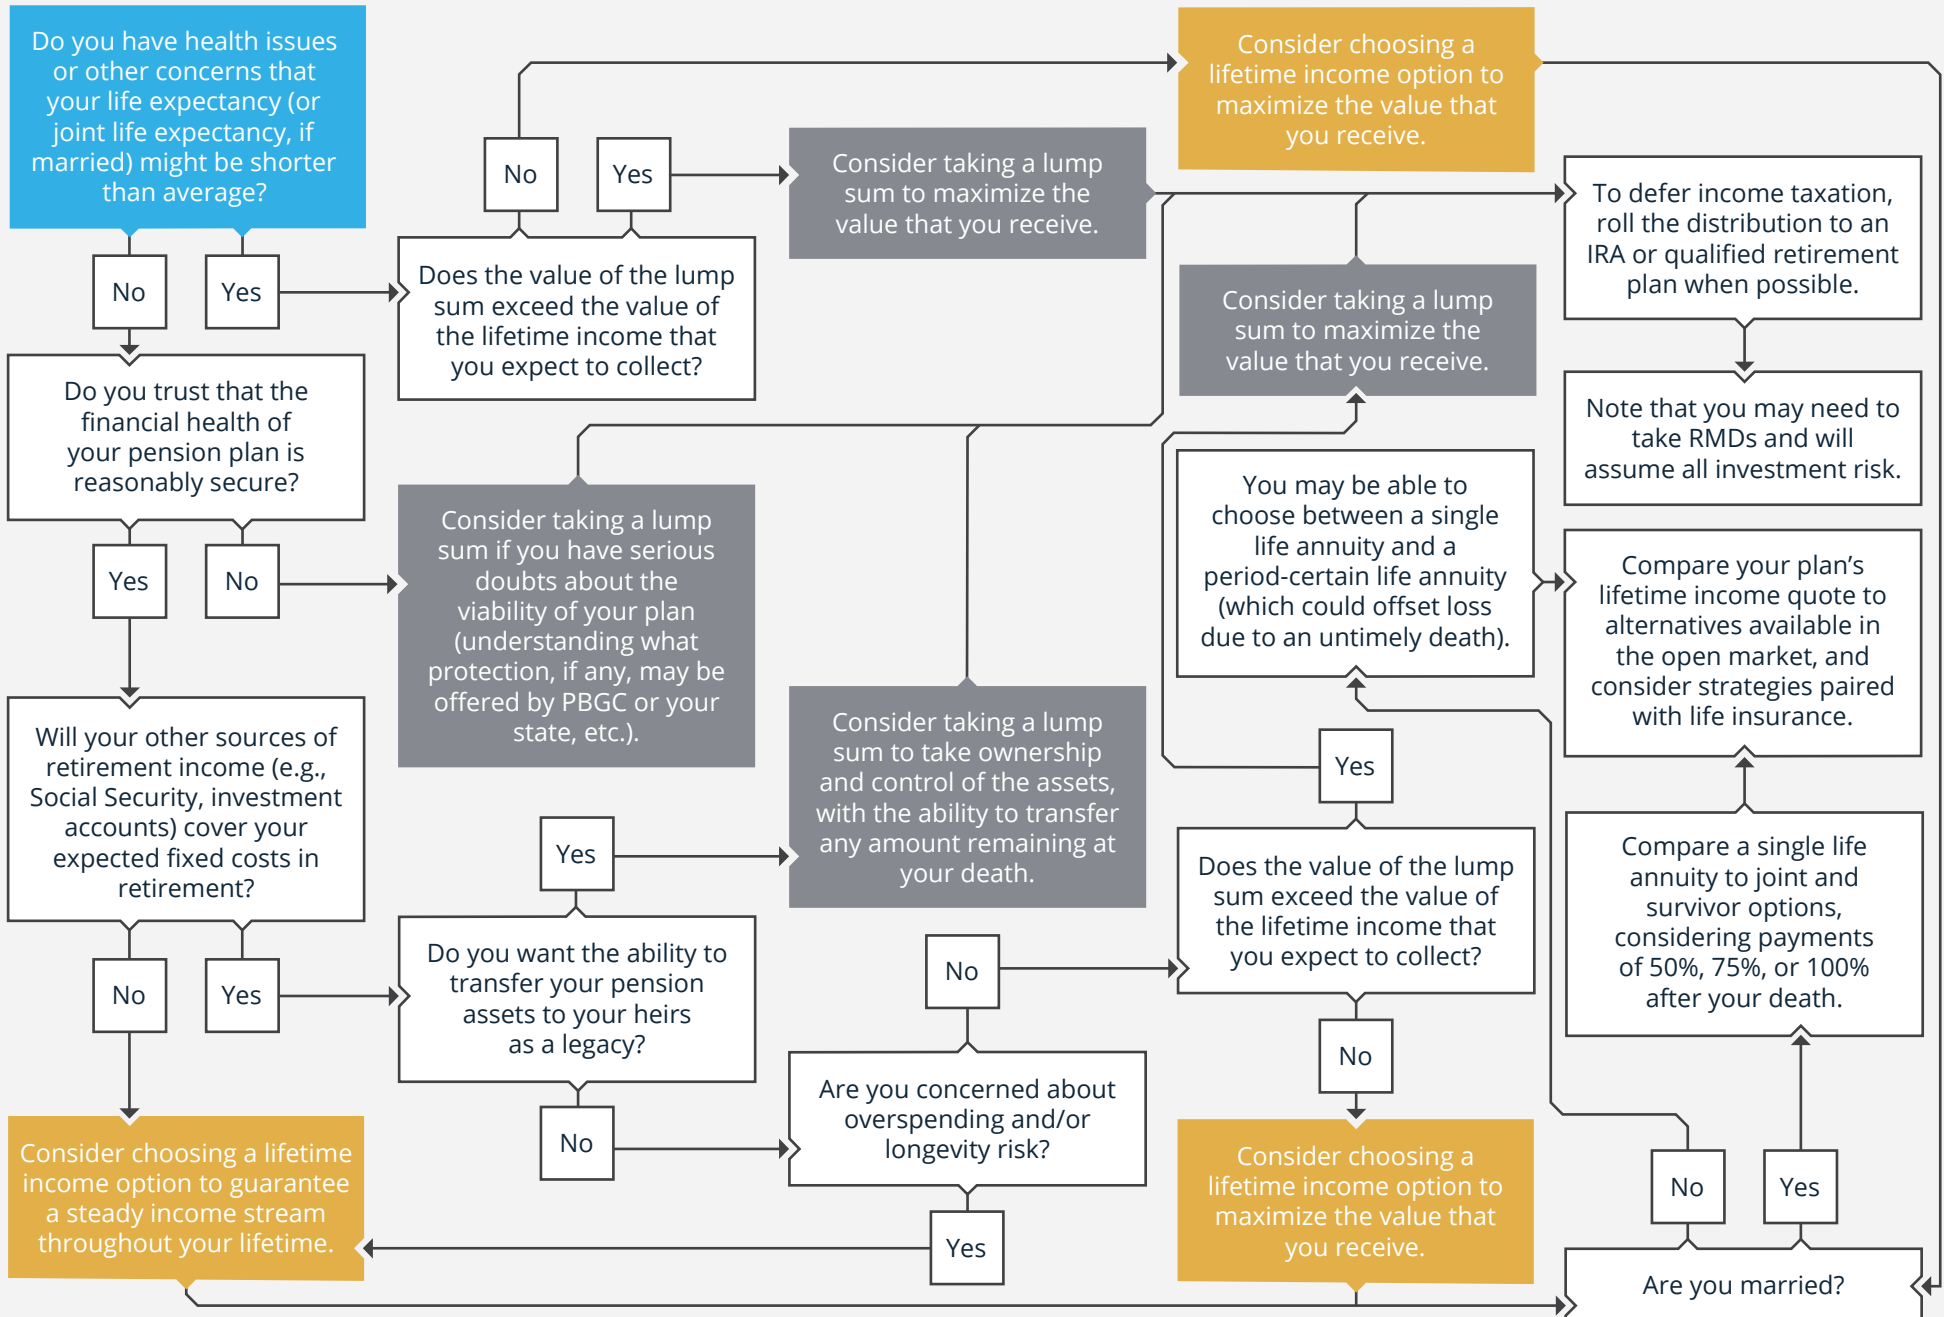 Do you have health issues
or other concerns that
your life expectancy (or
joint life expectancy, if
married) might be shorter
than average?
No
Yes
Does the value of the lump
sum exceed the value of
the lifetime income that
you expect to collect?
No
Yes
Consider taking a lump
sum to maximize the
value that you receive.
Consider choosing a
lifetime income option to
maximize the value that
you receive.
To defer income taxation,
roll the distribution to an
IRA or qualified retirement
plan when possible.
Note that you may need to
take RMDs and will
assume all investment risk.
Do you trust that the
financial health of
your pension plan is
reasonably secure?
Yes
No
Consider taking a lump
sum if you have serious
doubts about the
viability of your plan
(understanding what
protection, if any, may be
offered by PBGC or your
state, etc.).
Will your other sources of
retirement income (e.g.,
Social Security, investment
accounts) cover your
expected fixed costs in
retirement?
No
Yes
Consider choosing a lifetime
income option to guarantee
a steady income stream
throughout your lifetime.
Do you want the ability to
transfer your pension
assets to your heirs
as a legacy?
Yes
No
Consider taking a lump
sum to take ownership
and control of the assets,
with the ability to transfer
any amount remaining at
your death.
Are you concerned about
overspending and/or
longevity risk?
No
Yes
Does the value of the lump
sum exceed the value of
the lifetime income that
you expect to collect?
Yes
No
Consider taking a lump
sum to maximize the
value that you receive.
Consider choosing a
lifetime income option to
maximize the value that
you receive.
Are you married?
No
Yes
You may be able to
choose between a single
life annuity and a
period-certain life annuity
(which could offset loss
due to an untimely death).
Compare a single life
annuity to joint and
survivor options,
considering payments
of 50%, 75%, or 100%
after your death.
Compare your plan’s
lifetime income quote to
alternatives available in
the open market, and
consider strategies paired
with life insurance.